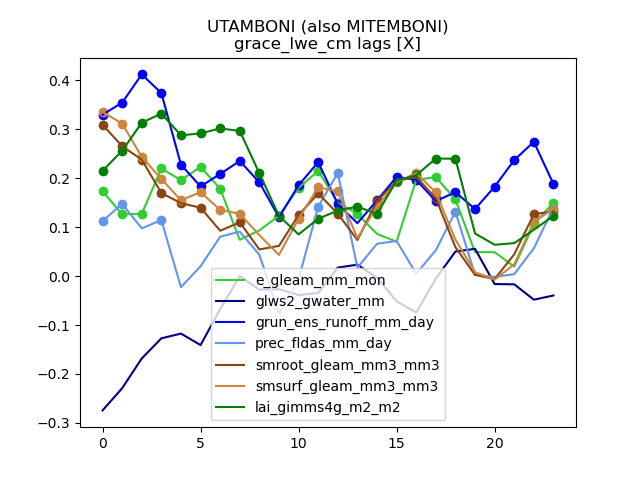 UTAMBONI (also MITEMBONI)
grace_lwe_cm lags [X]
0.4
0.3
0.2
0.1
0.0
−0.1
−0.2
−0.3
e_gleam_mm_mon
glws2_gwater_mm
grun_ens_runoff_mm_day
prec_fldas_mm_day
smroot_gleam_mm3_mm3
smsurf_gleam_mm3_mm3
lai_gimms4g_m2_m2
0 5 10 15 20